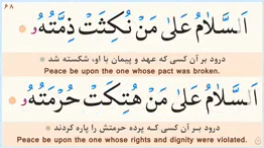 ۶۸
اَلسَّلامُ عَلىٰ مَنْ نُكِثَت ذِمَّتُهُ و
درود بر آن کسی که عهد و پیمان با او، شکسته شد
Peace be upon the one whose pact was broken.
اَلسَّلامُ عَلىٰ مَنْ هُتِكَتْ حُرْمَتُهُ و
درود بر آن کسی که پرده حرمتش را پاره کردند
Peace be upon the one whose rights and dignity were violated.